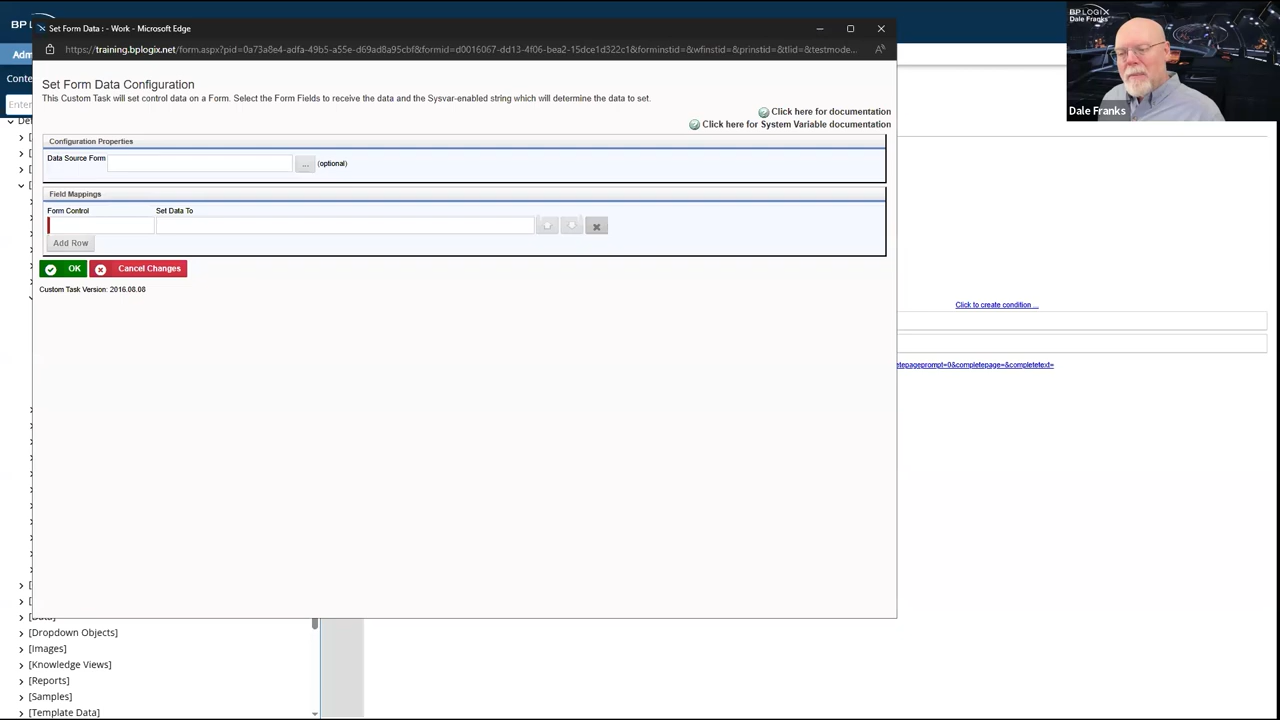 BP LOGIX
Set Form Data : - Work - Microsoft Edge
https://training.bplogix.net/form.aspx?pid=0a73a8e4-adfa-49b5-a55e-d69ad8a95cbf&formid=d0016067-dd13-4f06-bea2-15dce1d322c1&forminstid=&wfinstid=&prinstid=&tlid=&testmode...
Set Form Data Configuration
This Custom Task will set control data on a Form. Select the Form Fields to receive the data and the Sysvar-enabled string which will determine the data to set.
Click here for documentation
Click here for System Variable documentation
Configuration Properties
Data Source Form
...
(optional)
Field Mappings
Form Control
Set Data To
Add Row
OK
Cancel Changes
Custom Task Version: 2016.08.08
Click to create condition ...
etepageprompt=0&completepage=&completetext=
[Dropdown Objects]
[Images]
[Knowledge Views]
[Reports]
[Samples]
[Template Data]
BP LOGIX
Dale Franks
Dale Franks